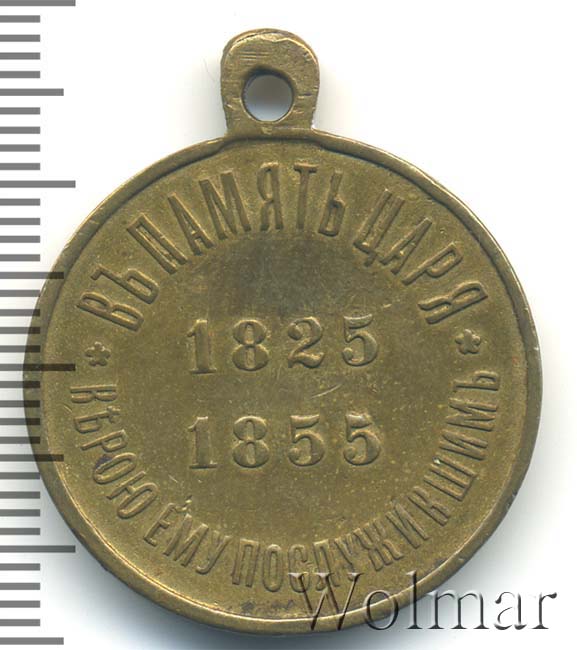 ВЪ ПАМЯТЬ ЦАРЯ
1825
1855
ВѢРОЮ ЕМУ ПОСЛУЖИВШИМЪ
Wolmar